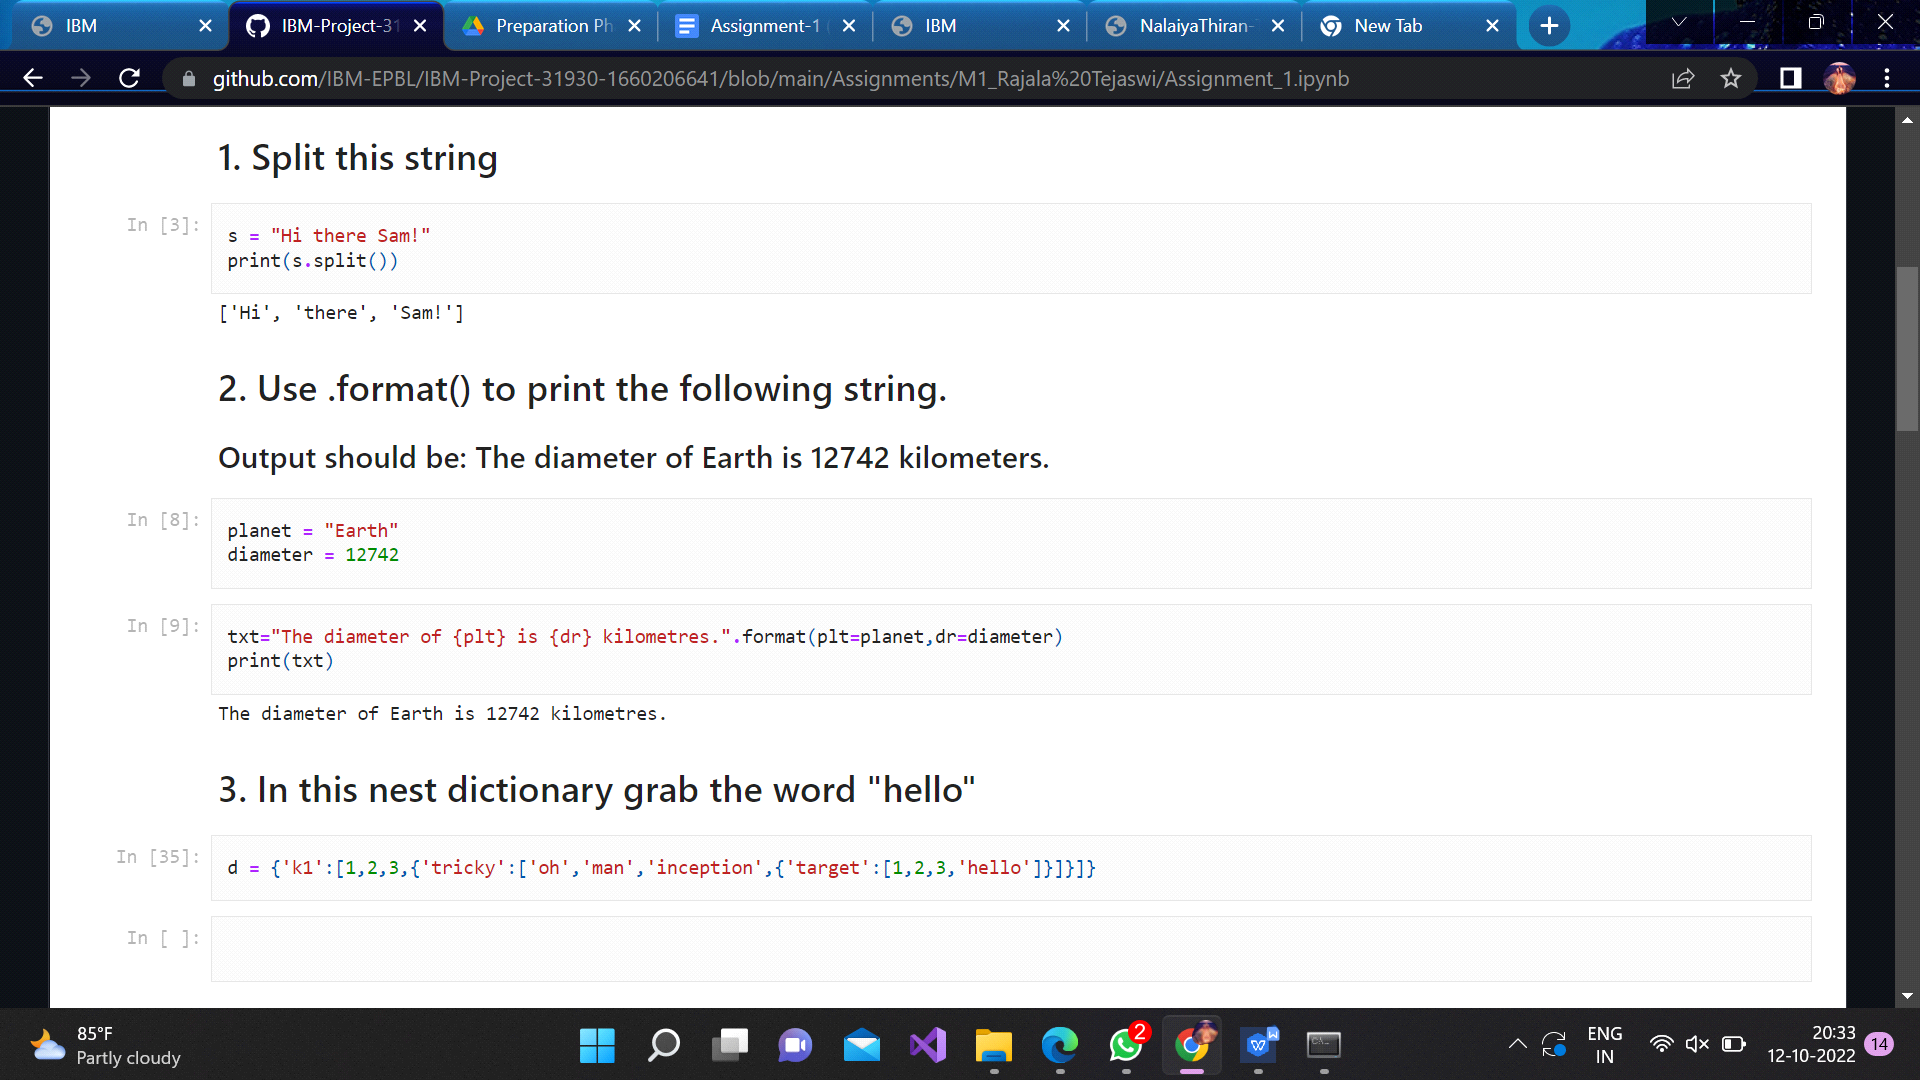 IBM
IBM-Project-31
Preparation Ph
Assignment-1
IBM
NalaiyaThiran-
New Tab
github.com/IBM-EPBL/IBM-Project-31930-1660206641/blob/main/Assignments/M1_Rajala%20Tejaswi/Assignment_1.ipynb
1. Split this string
In [3]:
s = "Hi there Sam!"
print(s.split())
['Hi', 'there', 'Sam!']
2. Use .format() to print the following string.
Output should be: The diameter of Earth is 12742 kilometers.
In [8]:
planet = "Earth"
diameter = 12742
In [9]:
txt="The diameter of {plt} is {dr} kilometres.".format(plt=planet,dr=diameter)
print(txt)
The diameter of Earth is 12742 kilometres.
3. In this nest dictionary grab the word "hello"
In [35]:
d = {'k1':[1,2,3,{'tricky':['oh','man','inception',{'target':[1,2,3,'hello']}]}]}
In [ ]:
85°F
Partly cloudy
2
ENG
IN
20:33
12-10-2022
14